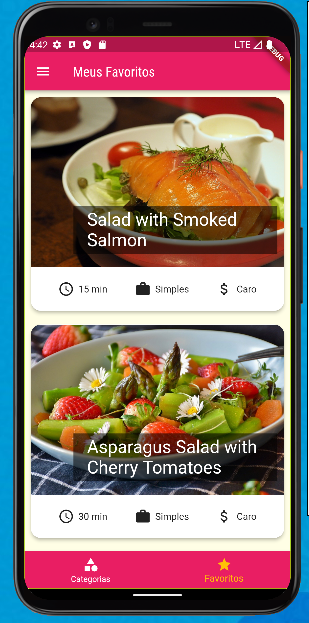 4:42
LTE
DEBUG
Meus Favoritos
Salad with Smoked
Salmon
15 min
Simples
Caro
Asparagus Salad with
Cherry Tomatoes
30 min
Simples
Caro
Categorias
Favoritos